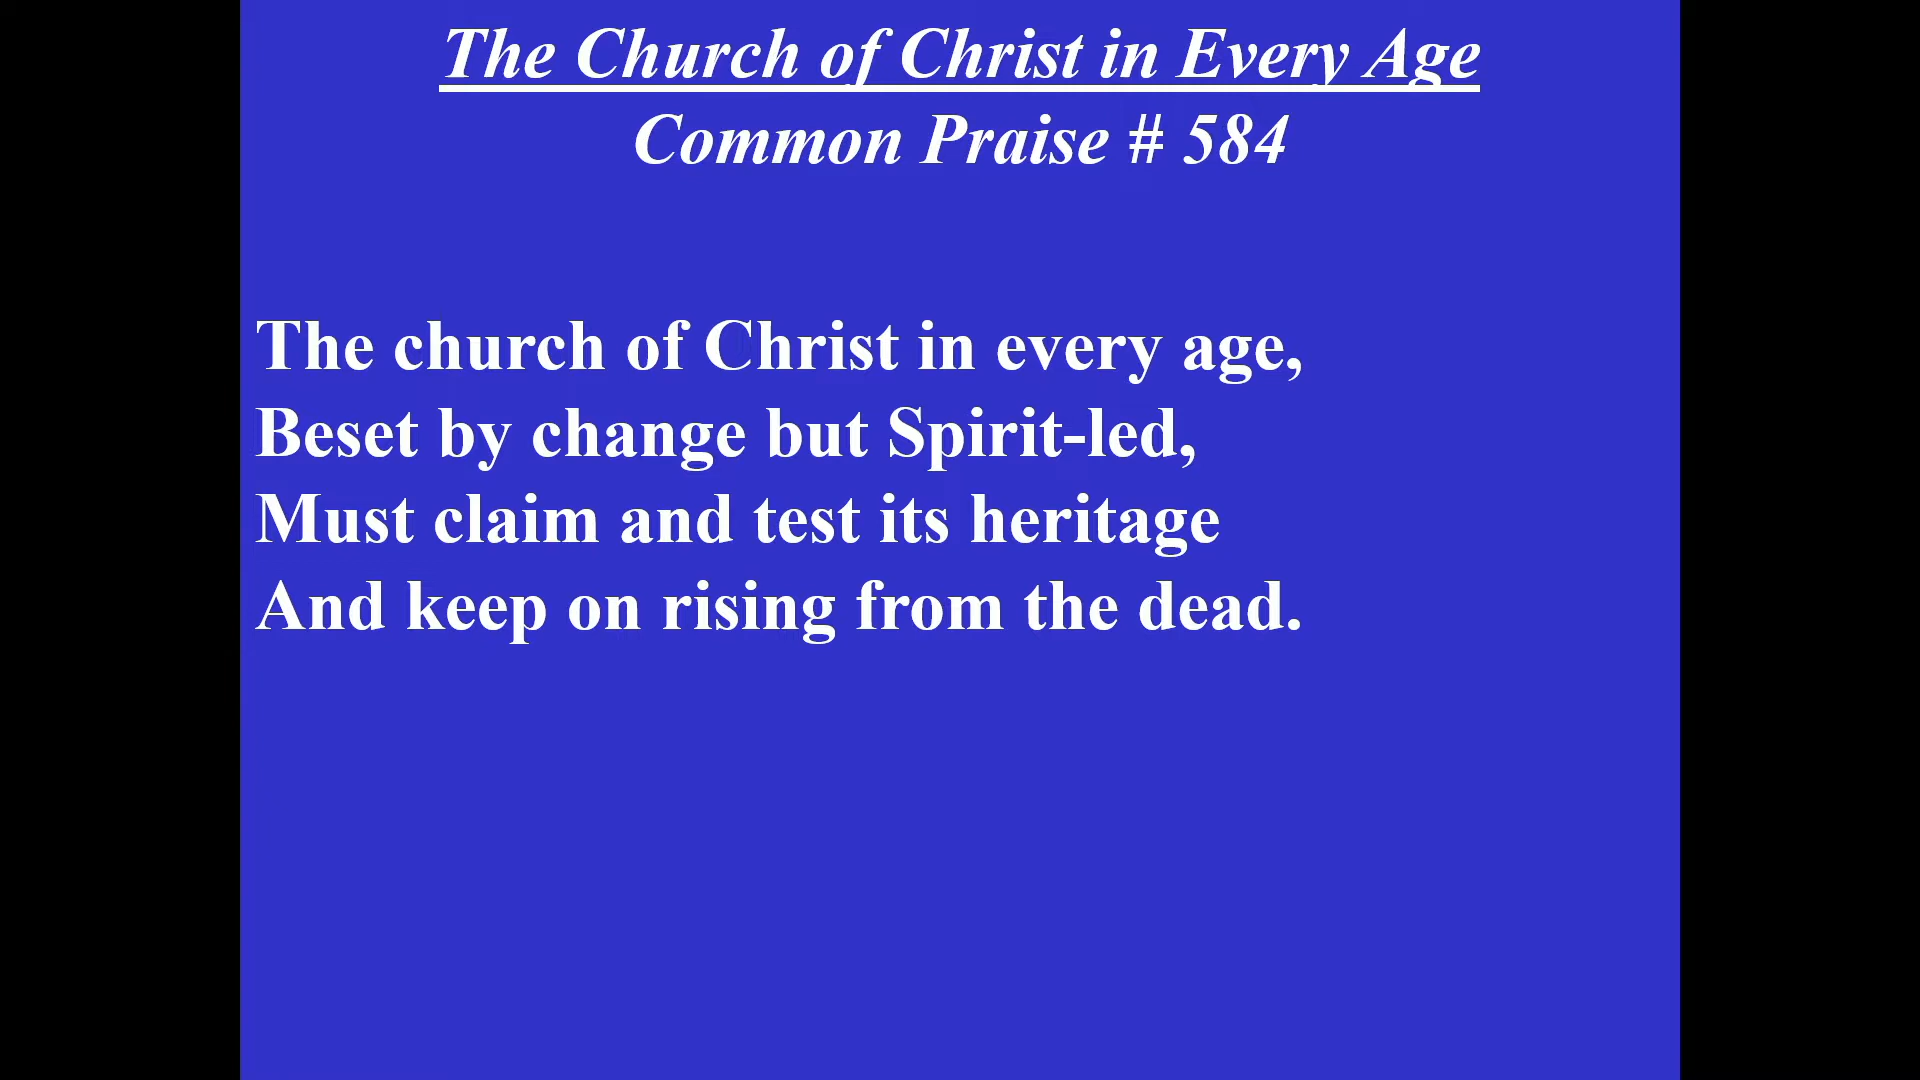 The Church of Christ in Every Age
Common Praise # 584
The church of Christ in every age,
Beset by change but Spirit-led,
Must claim and test its heritage
And keep on rising from the dead.